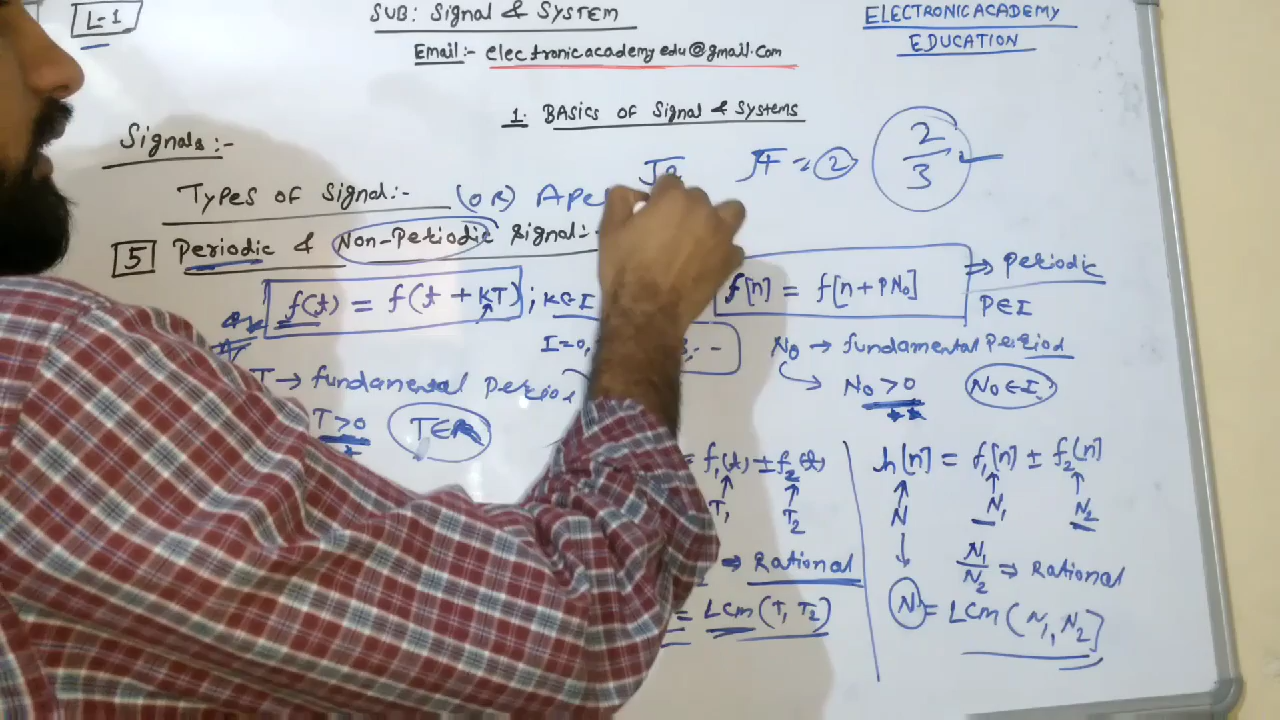 L-1
SUB: Signal & SYSTEM
ELECTRONIC ACADEMY
EDUCATION
Email:- electronicacademyedu@gmail.com
1. BASICS OF Signal & Systems
Signals:-
√4 = 2
2/3
Types of Signal:- (OR) Ape
5 Periodic & Non-Periodic Signal:-
f(t) = f(t + kT) ; k∈I
f[n] = f[n + PN₀] ⇒ Periodic
P∈I
I=0,
T → fundamental Period
N₀ → fundamental Period
T>0 T∈R
N₀ > 0 N₀∈I
= f₁(t) ± f₂(t)
T₁ T₂
→ Rational
= LCM(T₁ T₂)
h[n] = f₁[n] ± f₂[n]
N N₁ N₂
N₁/N₂ ⇒ Rational
N = LCM(N₁, N₂]